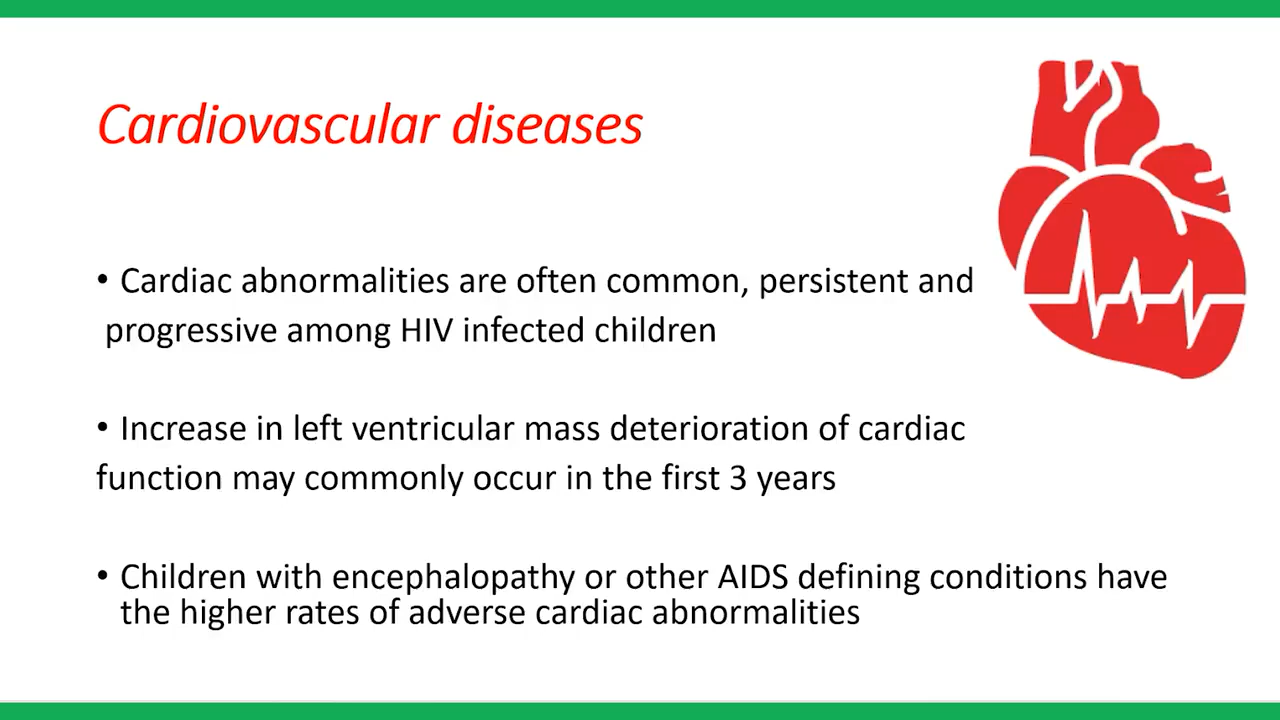 Cardiovascular diseases
• Cardiac abnormalities are often common, persistent and
progressive among HIV infected children
• Increase in left ventricular mass deterioration of cardiac
function may commonly occur in the first 3 years
• Children with encephalopathy or other AIDS defining conditions have
the higher rates of adverse cardiac abnormalities